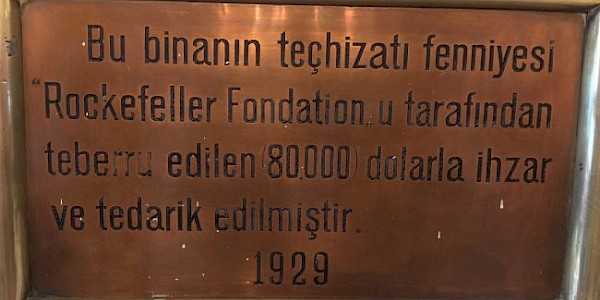 Bu binanın teçhizatı fenniyesi
"Rockefeller Fondation„u tarafından
teberru edilen (80.000) dolarla ihzar
ve tedarik edilmiştir.
1929